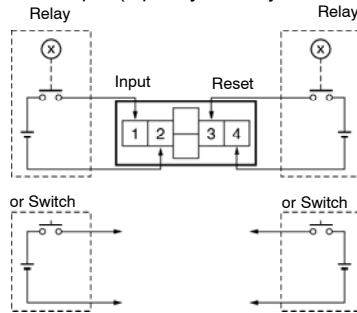 Relay
Relay
X
X
Input
Reset
1 2 3 4
or Switch
or Switch